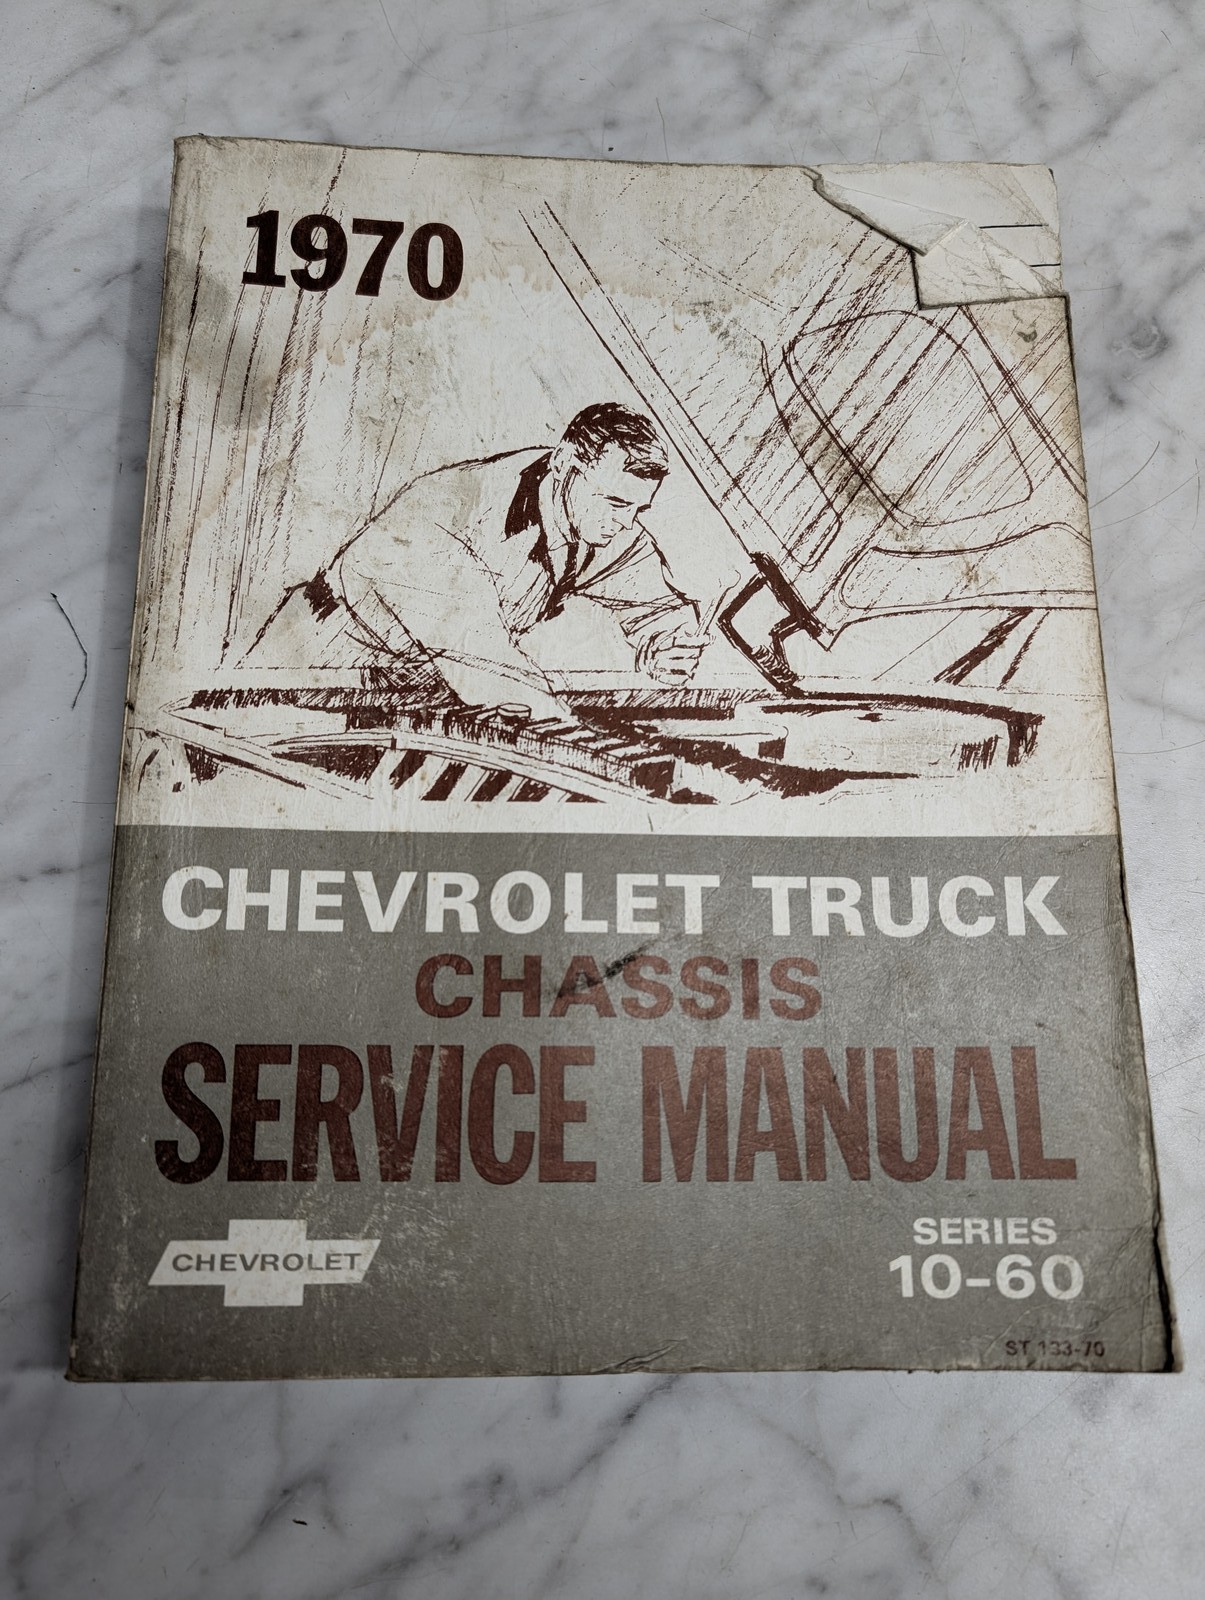 1970
CHEVROLET TRUCK
CHASSIS
SERVICE MANUAL
CHEVROLET
SERIES
10-60
ST 133-70